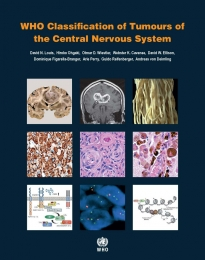 WHO Classification of Tumours of
the Central Nervous System
David N. Louis, Hiroko Ohgaki, Otmar D. Wiestler, Webster K. Cavenee, David W. Ellison,
Dominique Figarella-Branger, Arie Perry, Guido Reifenberger, Andreas von Deimling
WHO